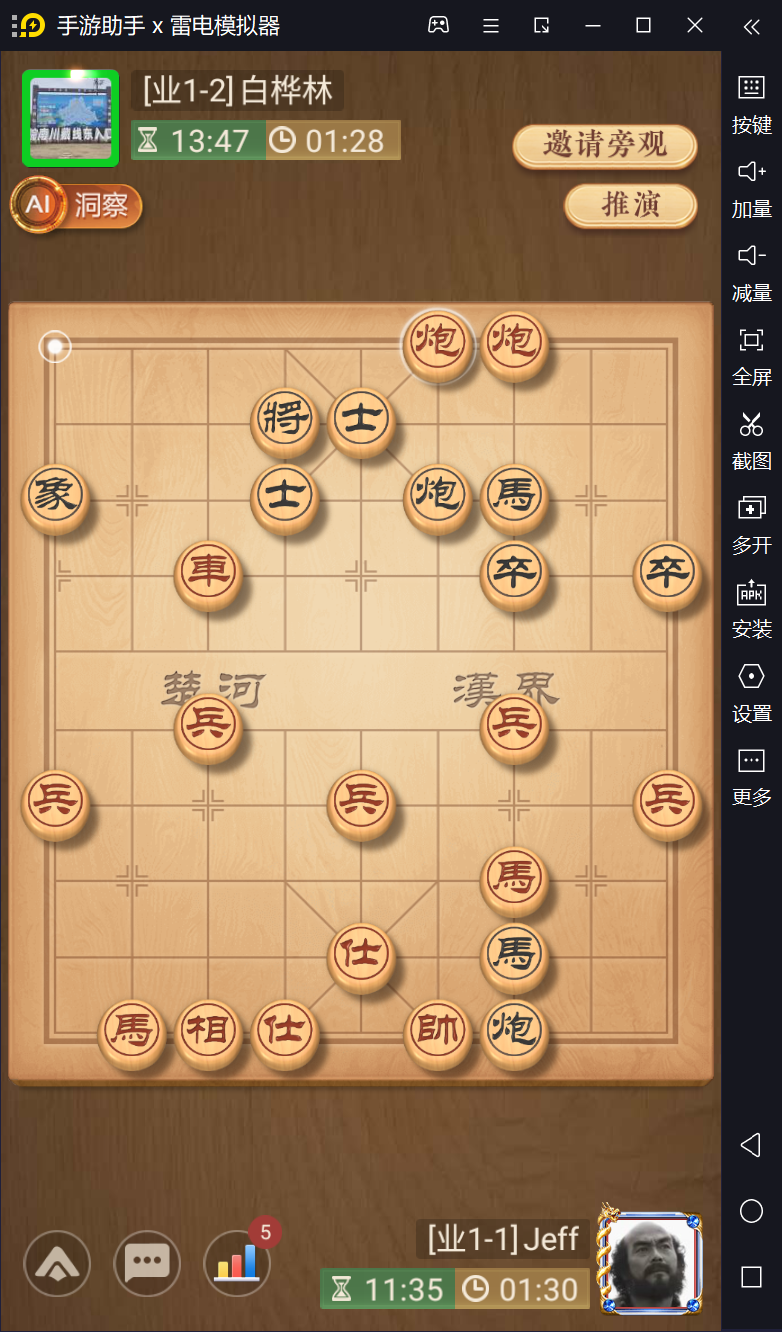 手游助手 x 雷电模拟器
[业1-2] 白桦林
13:47 01:28
邀请旁观
AI 洞察
推演
按键
加量
减量
全屏
截图
多开
APK
安装
设置
更多
炮 炮
將 士
象 士 炮 馬
車 卒 卒
楚河 漢界
兵 兵
兵 兵 兵
馬
仕 馬
馬 相 仕 帥 炮
5
[业1-1] Jeff
11:35 01:30